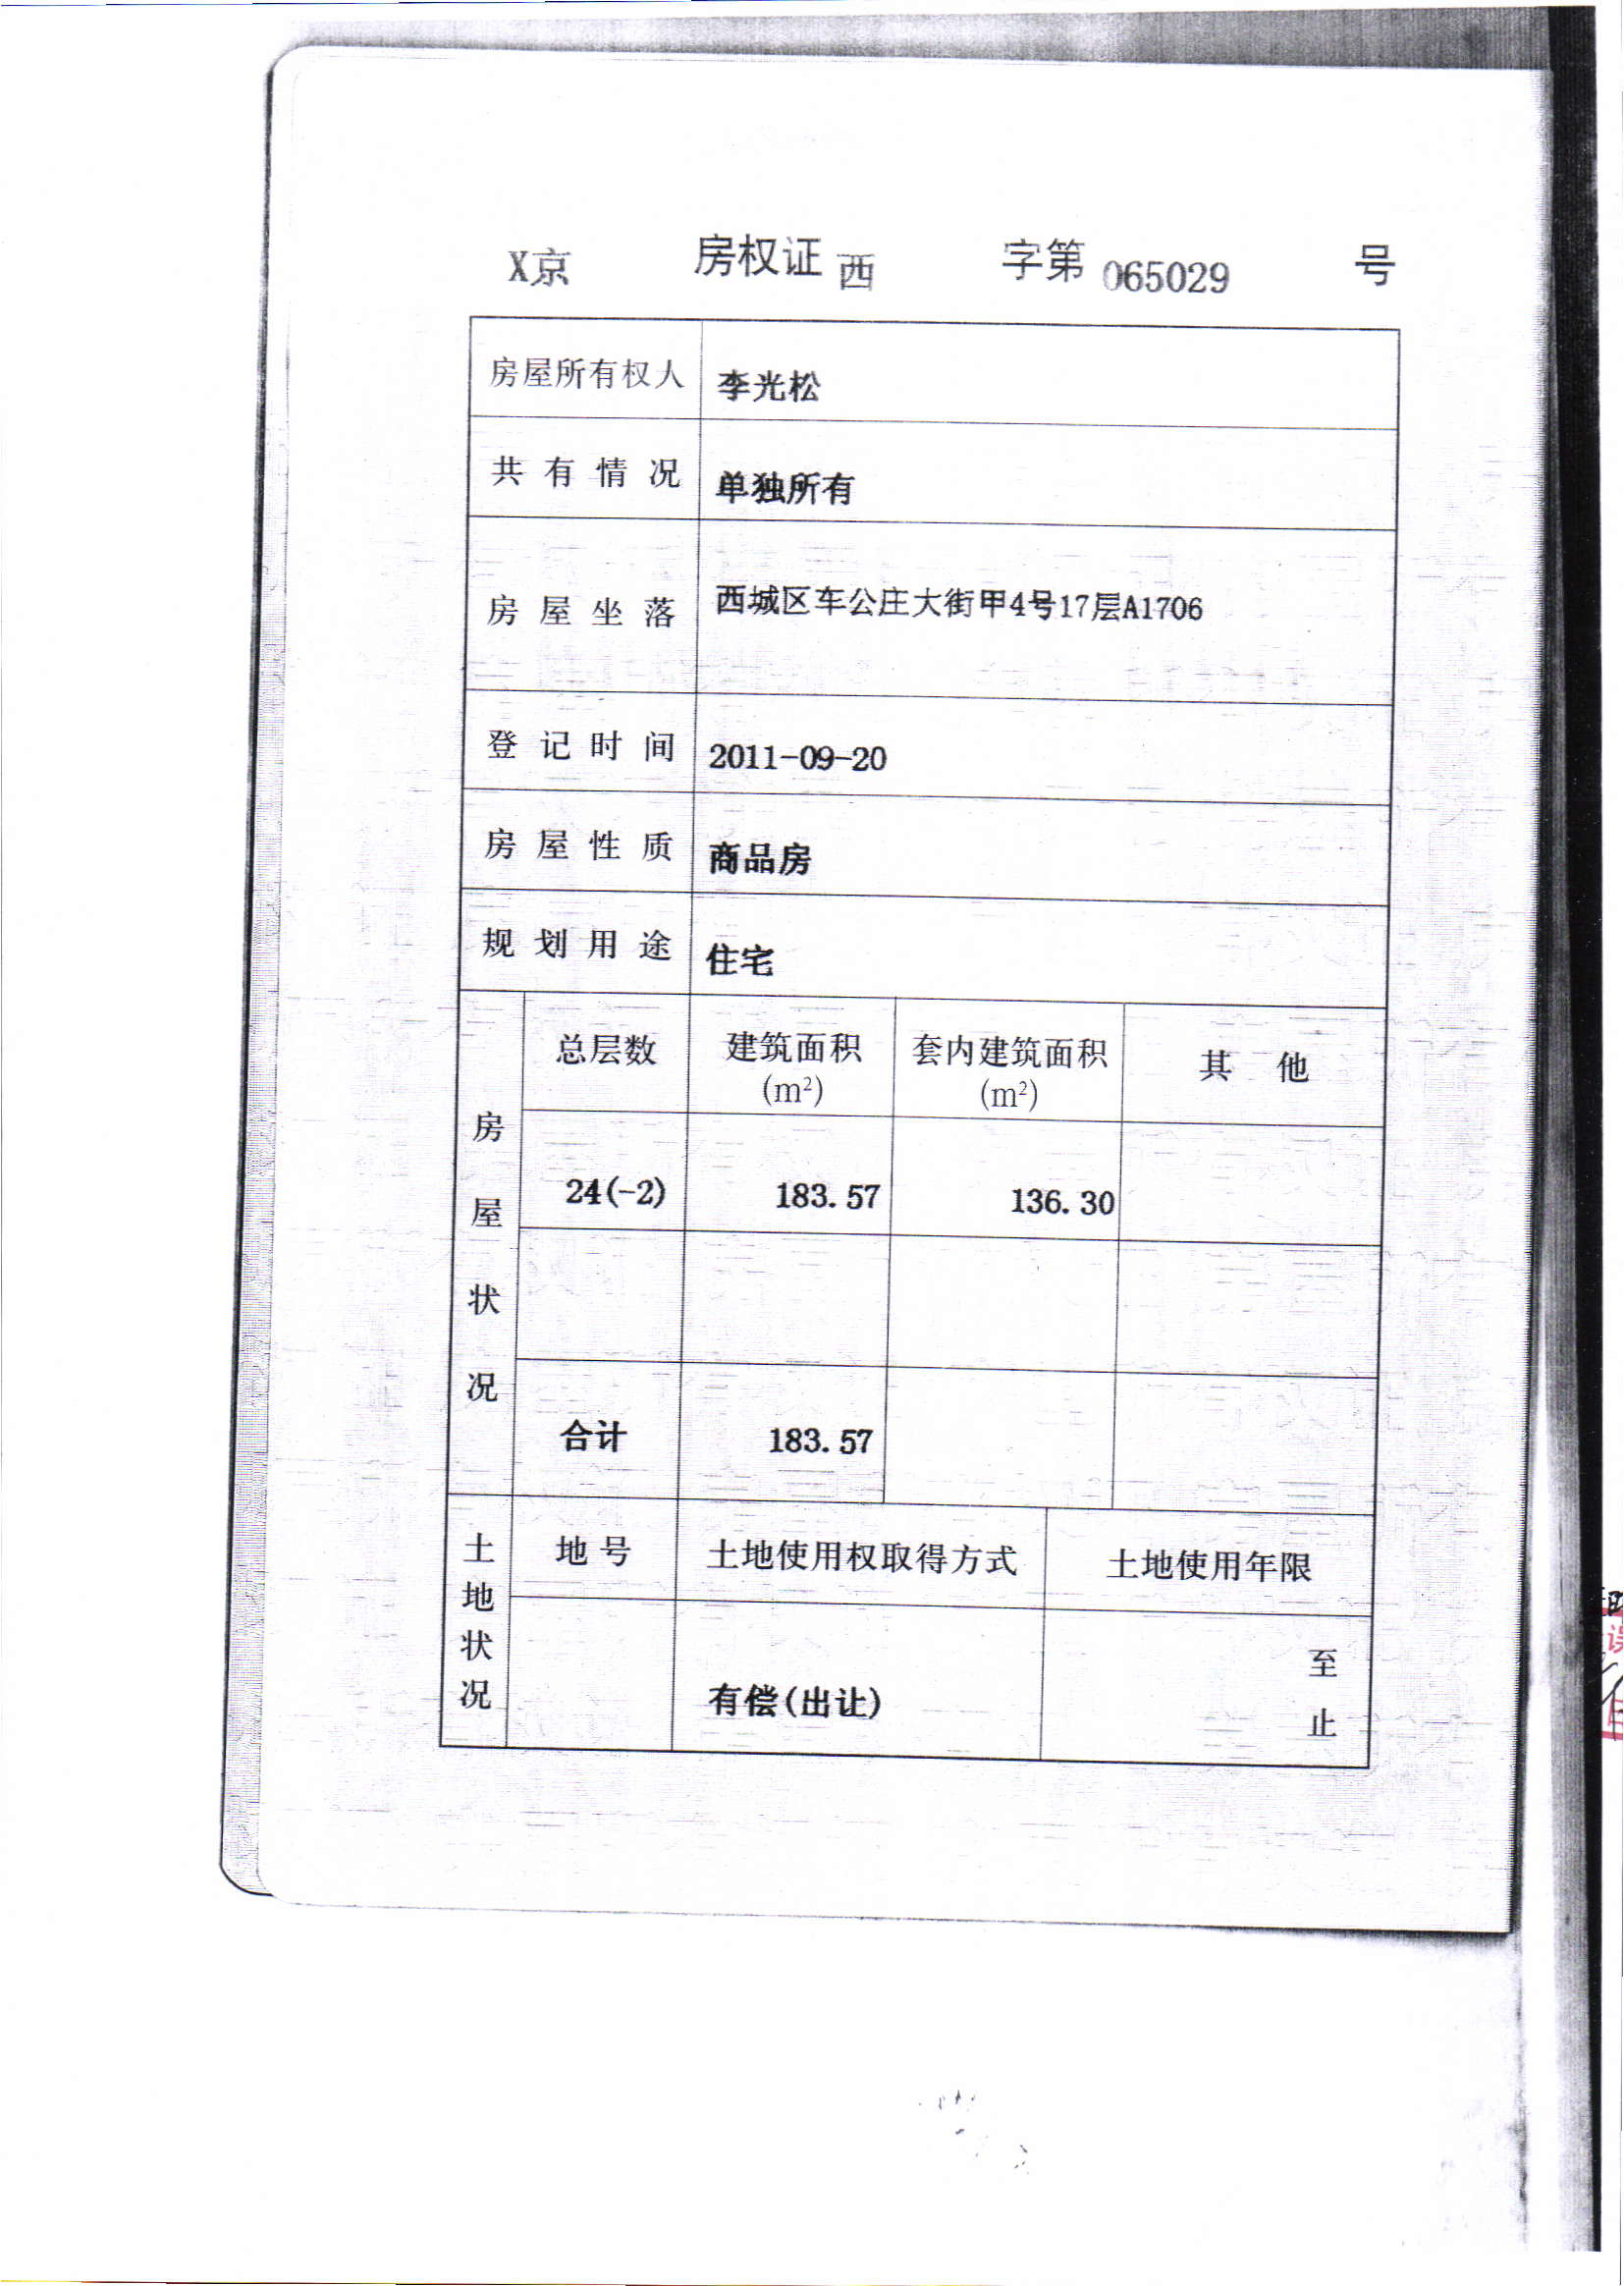 X京 房权证 西 字第 065029 号
房屋所有权人 李光松
共有情况 单独所有
房屋坐落 西城区车公庄大街甲4号17层A1706
登记时间 2011-09-20
房屋性质 商品房
规划用途 住宅
房屋状况
总层数 建筑面积(m²) 套内建筑面积(m²) 其他
24(-2) 183.57 136.30
合计 183.57
土地状况
地号 土地使用权取得方式 土地使用年限
有偿(出让) 至
止